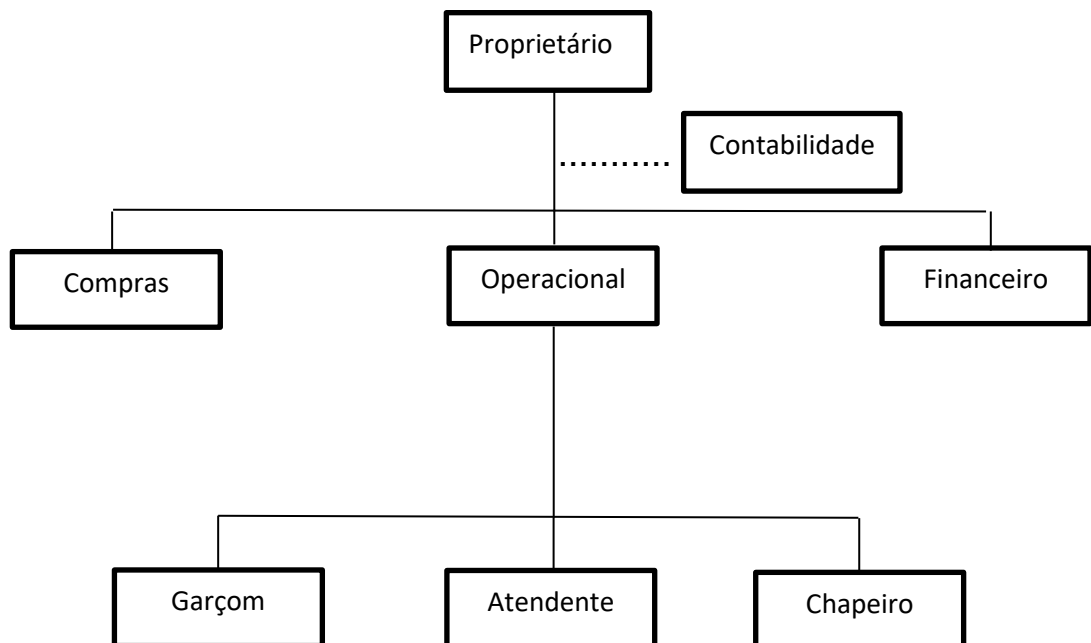 Proprietário
Contabilidade
Compras
Operacional
Financeiro
Garçom
Atendente
Chapeiro